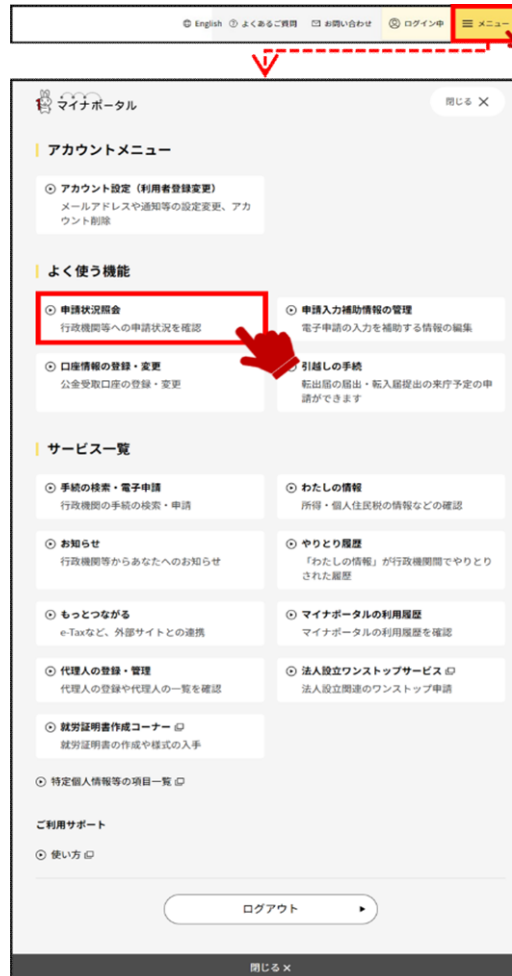 English よくあるご質問 お問い合わせ ログイン中 メニュー
マイナポータル
閉じる ×
アカウントメニュー
アカウント設定（利用者登録変更）
メールアドレスや通知等の設定変更、アカ
ウント削除
よく使う機能
申請状況照会
行政機関等への申請状況を確認
申請入力補助情報の管理
電子申請の入力を補助する情報の編集
口座情報の登録・変更
公金受取口座の登録・変更
引越しの手続
転出届の届出・転入届提出の来庁予定の申
請ができます
サービス一覧
手続の検索・電子申請
行政機関の手続の検索・申請
わたしの情報
所得・個人住民税の情報などの確認
お知らせ
行政機関等からあなたへのお知らせ
やりとり履歴
「わたしの情報」が行政機関間でやりとり
された履歴
もっとつながる
e-Taxなど、外部サイトとの連携
マイナポータルの利用履歴
マイナポータルの利用履歴を確認
代理人の登録・管理
代理人の登録や代理人の一覧を確認
法人設立ワンストップサービス
法人設立関連のワンストップ申請
就労証明書作成コーナー
就労証明書の作成や様式の入手
特定個人情報等の項目一覧
ご利用サポート
使い方
ログアウト
閉じる ×